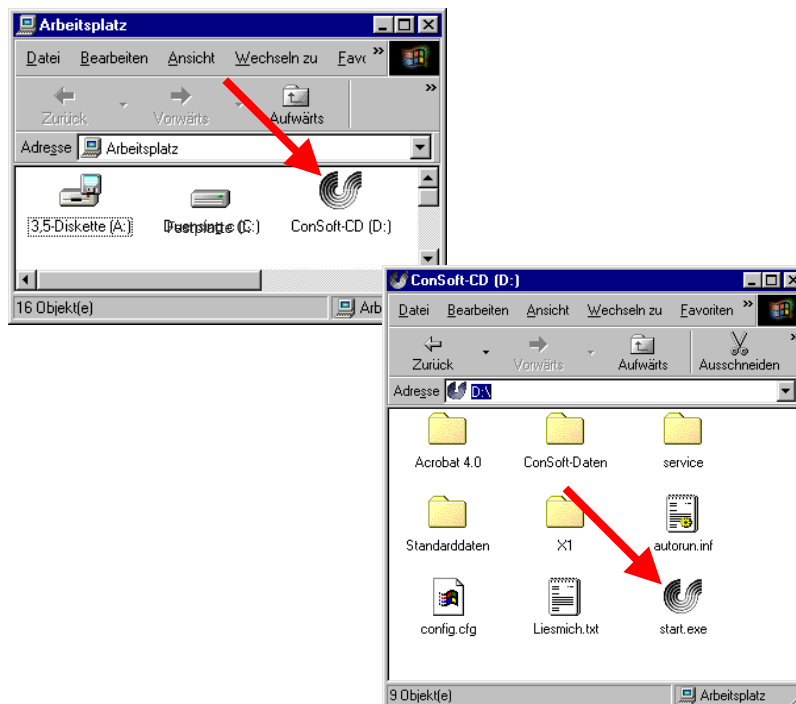 Arbeitsplatz
Datei Bearbeiten Ansicht Wechseln zu Favc »
Zurück Vorwärts Aufwärts »
Adresse Arbeitsplatz
3,5-Diskette (A:) (C:) ConSoft-CD (D:)
16 Objekt(e) Arb
ConSoft-CD (D:)
Datei Bearbeiten Ansicht Wechseln zu Favoriten »
Zurück Vorwärts Aufwärts Ausschneiden »
Adresse D:\
Acrobat 4.0 ConSoft-Daten service
Standarddaten X1 autorun.inf
config.cfg Liesmich.txt start.exe
9 Objekt(e) Arbeitsplatz